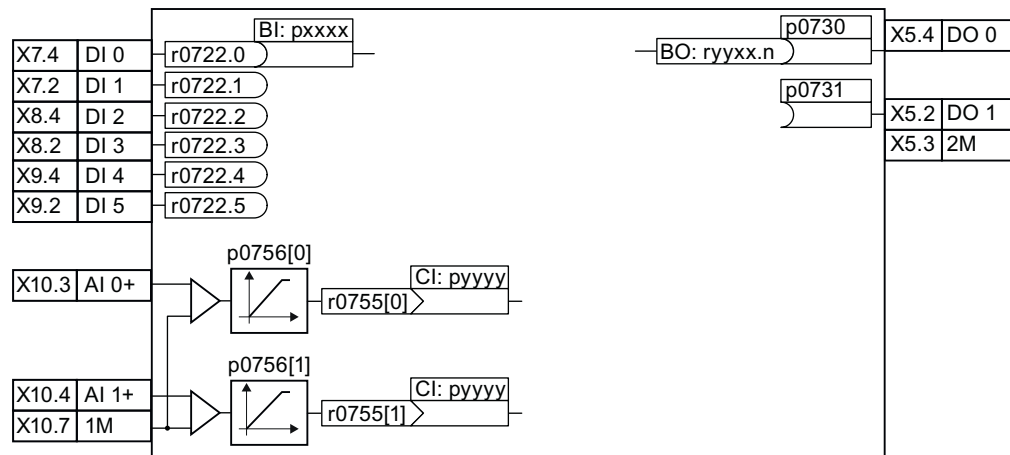 BI: pxxxx
p0730
X7.4 DI 0 r0722.0
BO: ryyxx.n
X5.4 DO 0
X7.2 DI 1 r0722.1
p0731
X8.4 DI 2 r0722.2
X5.2 DO 1
X8.2 DI 3 r0722.3
X5.3 2M
X9.4 DI 4 r0722.4
X9.2 DI 5 r0722.5
p0756[0]
X10.3 AI 0+
CI: pyyyy
r0755[0]
p0756[1]
X10.4 AI 1+
CI: pyyyy
r0755[1]
X10.7 1M